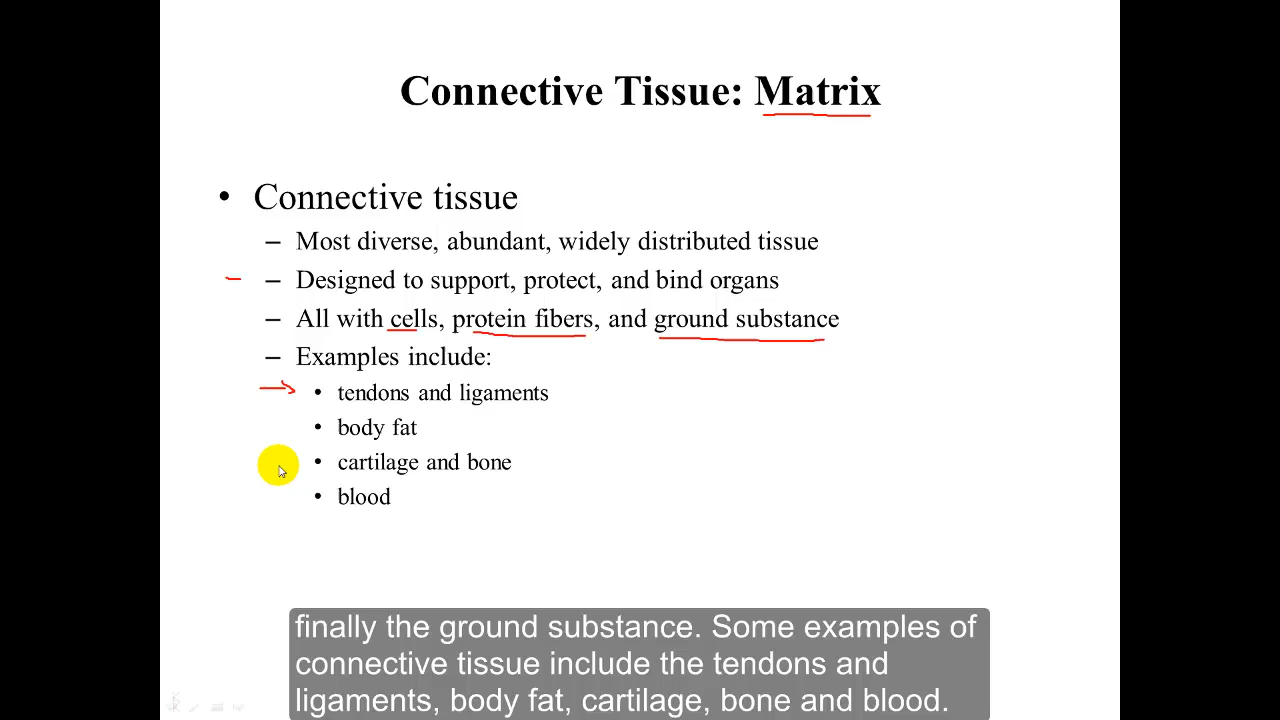 Connective Tissue: Matrix
• Connective tissue
– Most diverse, abundant, widely distributed tissue
– Designed to support, protect, and bind organs
– All with cells, protein fibers, and ground substance
– Examples include:
• tendons and ligaments
• body fat
• cartilage and bone
• blood
finally the ground substance. Some examples of
connective tissue include the tendons and
ligaments, body fat, cartilage, bone and blood.